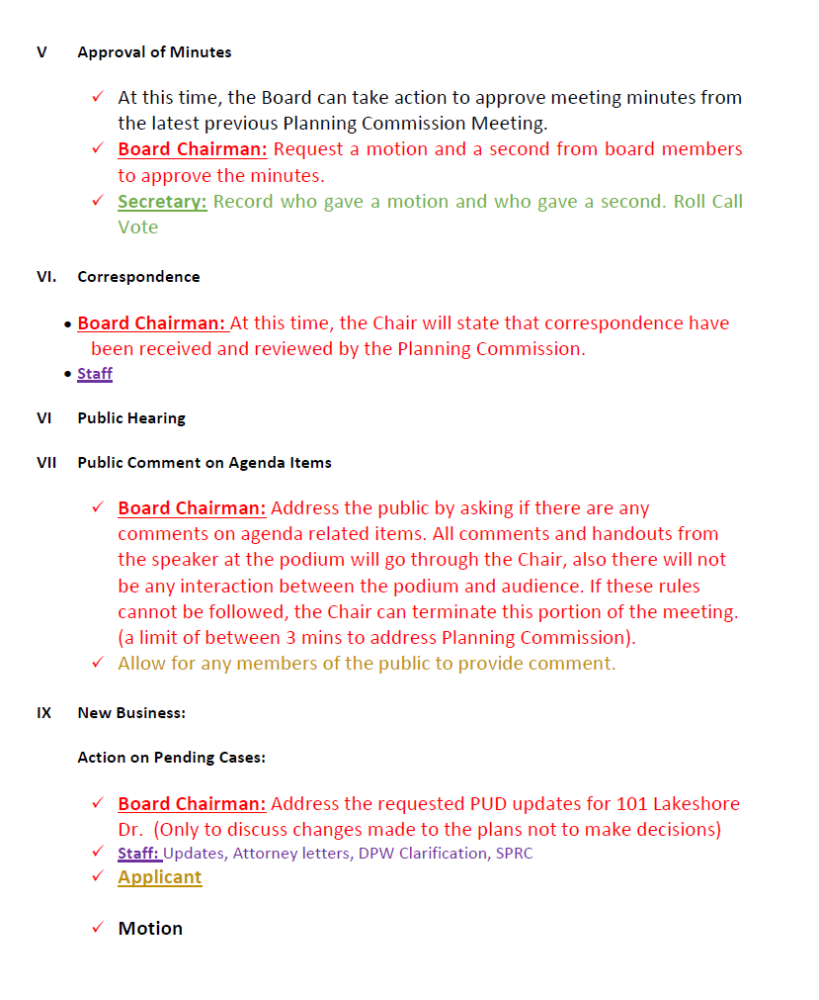 V Approval of Minutes
✓ At this time, the Board can take action to approve meeting minutes from
the latest previous Planning Commission Meeting.
✓ Board Chairman: Request a motion and a second from board members
to approve the minutes.
✓ Secretary: Record who gave a motion and who gave a second. Roll Call
Vote
VI. Correspondence
• Board Chairman: At this time, the Chair will state that correspondence have
been received and reviewed by the Planning Commission.
• Staff
VI Public Hearing
VII Public Comment on Agenda Items
✓ Board Chairman: Address the public by asking if there are any
comments on agenda related items. All comments and handouts from
the speaker at the podium will go through the Chair, also there will not
be any interaction between the podium and audience. If these rules
cannot be followed, the Chair can terminate this portion of the meeting.
(a limit of between 3 mins to address Planning Commission).
✓ Allow for any members of the public to provide comment.
IX New Business:
Action on Pending Cases:
✓ Board Chairman: Address the requested PUD updates for 101 Lakeshore
Dr. (Only to discuss changes made to the plans not to make decisions)
✓ Staff: Updates, Attorney letters, DPW Clarification, SPRC
✓ Applicant
✓ Motion